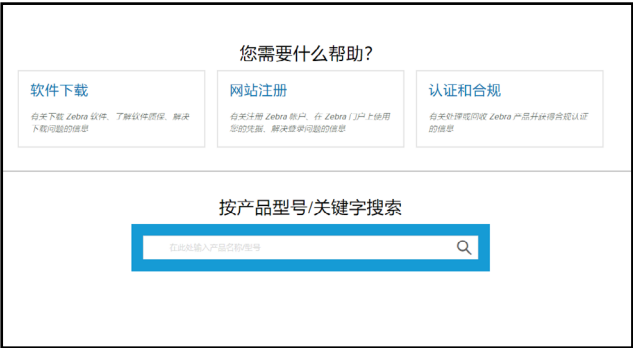 您需要什么帮助?
软件下载
有关下载 Zebra 软件、了解软件质保、解决
下载问题的信息
网站注册
有关注册 Zebra 帐户、在 Zebra 门户上使用
您的凭据、解决登录问题的信息
认证和合规
有关处理或回收 Zebra 产品并获得合规认证
的信息
按产品型号/关键字搜索
在此处输入产品名称/型号